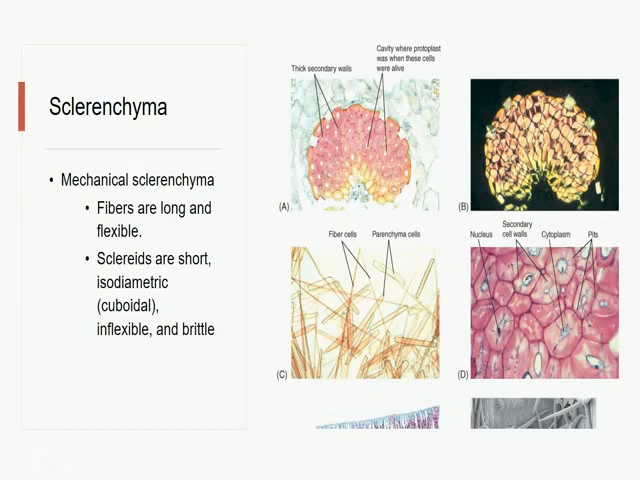 Sclerenchyma
• Mechanical sclerenchyma
• Fibers are long and
flexible.
• Sclereids are short,
isodiametric
(cuboidal),
inflexible, and brittle
Thick secondary walls
Cavity where protoplast
was when these cells
were alive
(A)
(B)
Fiber cells
Parenchyma cells
(C)
Nucleus
Secondary
cell walls
Cytoplasm
Pits
(D)